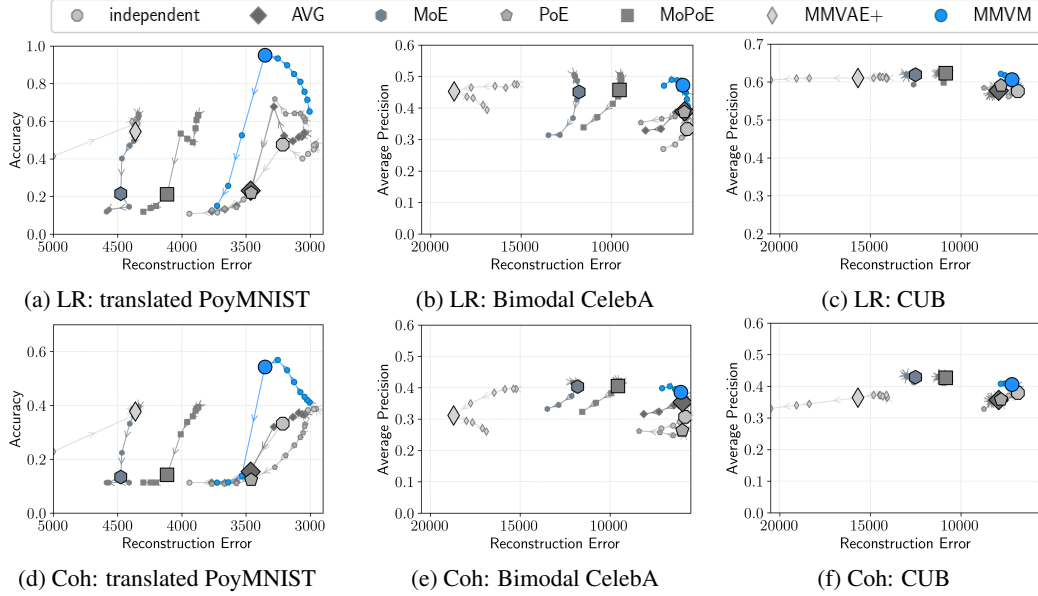 independent AVG MoE PoE MoPoE MMVAE+ MMVM
1.0 0.8 0.6 0.4 0.2 0.0
Accuracy
5000 4500 4000 3500 3000
Reconstruction Error
(a) LR: translated PoyMNIST
0.6 0.5 0.4 0.3 0.2 0.1 0.0
Average Precision
20000 15000 10000
Reconstruction Error
(b) LR: Bimodal CelebA
0.7 0.6 0.5 0.4 0.3 0.2
Average Precision
20000 10000
Reconstruction Error
(c) LR: CUB
0.6 0.4 0.2 0.0
Accuracy
5000 4500 4000 3500 3000
Reconstruction Error
(d) Coh: translated PoyMNIST
0.6 0.5 0.4 0.3 0.2 0.1 0.0
Average Precision
20000 15000 10000
Reconstruction Error
(e) Coh: Bimodal CelebA
0.6 0.5 0.4 0.3 0.2 0.1 0.0
Average Precision
20000 10000
Reconstruction Error
(f) Coh: CUB